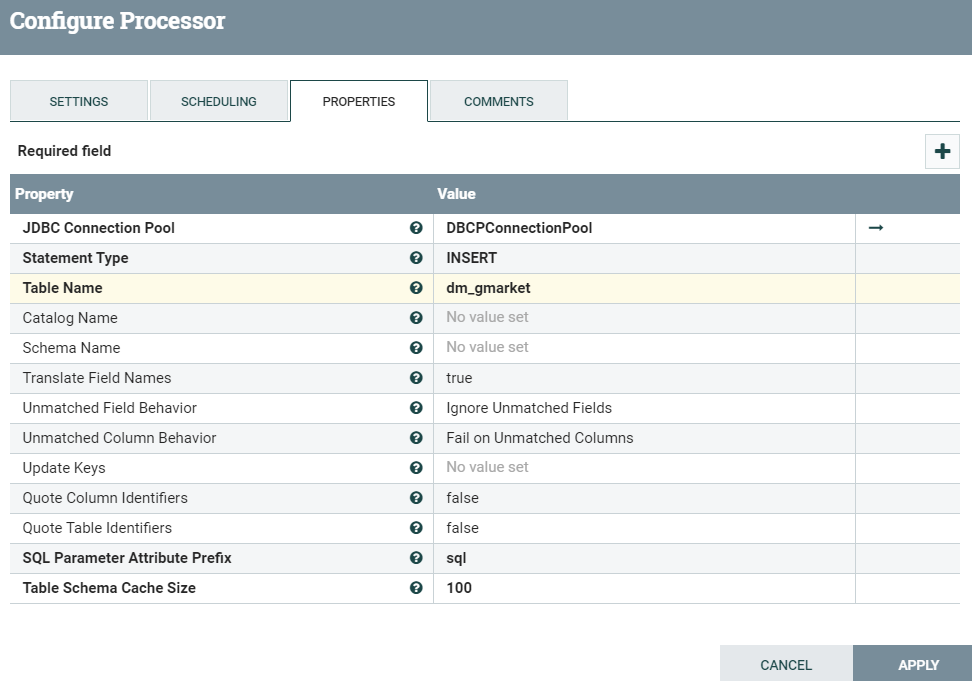 Configure Processor
SETTINGS SCHEDULING PROPERTIES COMMENTS
Required field
Property Value
JDBC Connection Pool DBCPConnectionPool
Statement Type INSERT
Table Name dm_gmarket
Catalog Name No value set
Schema Name No value set
Translate Field Names true
Unmatched Field Behavior Ignore Unmatched Fields
Unmatched Column Behavior Fail on Unmatched Columns
Update Keys No value set
Quote Column Identifiers false
Quote Table Identifiers false
SQL Parameter Attribute Prefix sql
Table Schema Cache Size 100
CANCEL APPLY